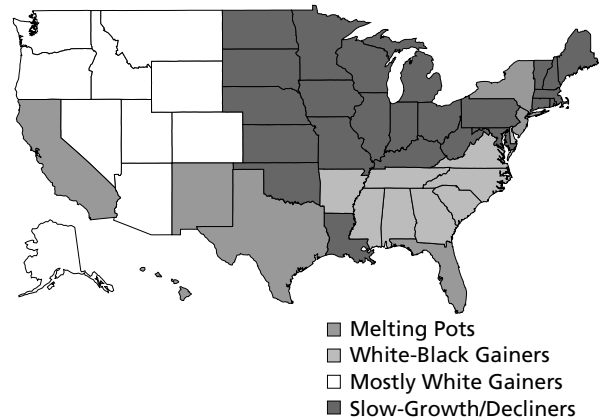 Melting Pots
White-Black Gainers
Mostly White Gainers
Slow-Growth/Decliners